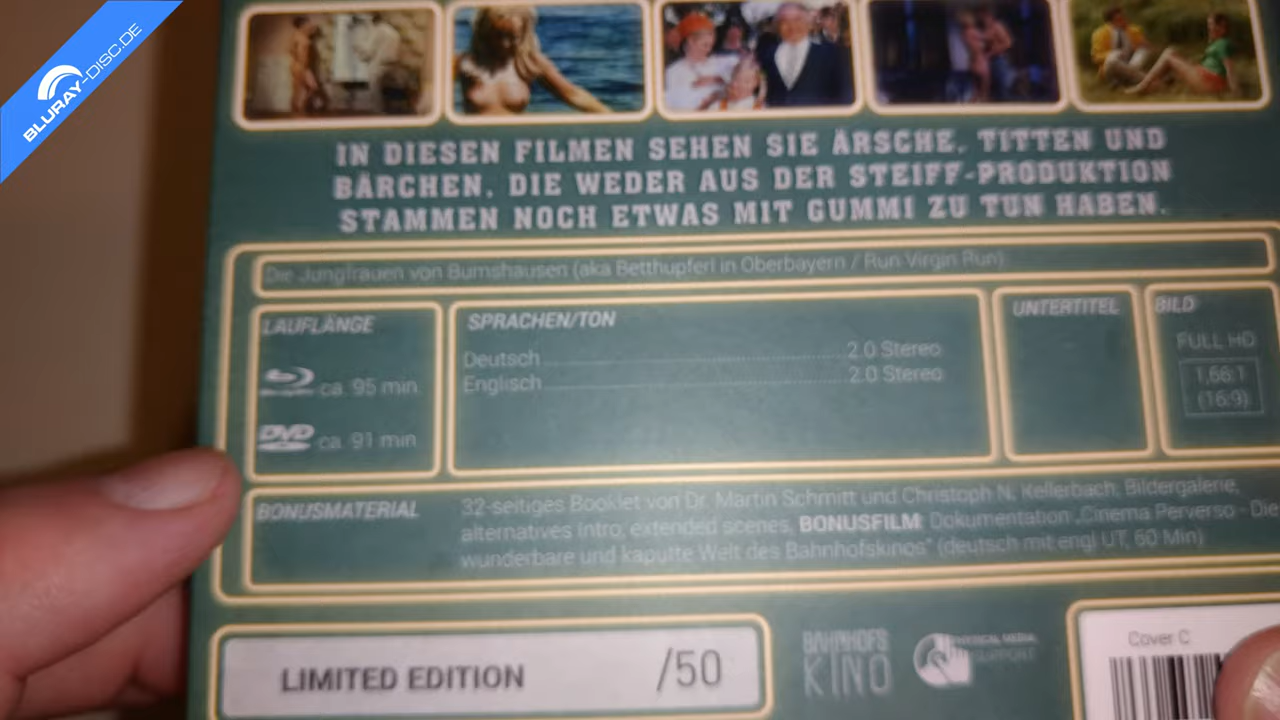 BLURAY-DISC.DE
IN DIESEN FILMEN SEHEN SIE ÄRSCHE, TITTEN UND
BÄRCHEN, DIE WEDER AUS DER STEIFF-PRODUKTION
STAMMEN NOCH ETWAS MIT GUMMI ZU TUN HABEN.
Die Jungfrauen von Bumshausen (aka Betthupferl in Oberbayern / Run Virgin Run)
LAUFLÄNGE
ca. 95 min.
DVD ca. 91 min
SPRACHEN/TON
Deutsch 2.0 Stereo
Englisch 2.0 Stereo
UNTERTITEL
BILD
FULL HD
1,66:1
(16:9)
BONUSMATERIAL
32-seitiges Booklet von Dr. Martin Schmitt und Christoph N. Kellerbach, Bildergalerie,
alternatives Intro, extended scenes, BONUSFILM: Dokumentation „Cinema Perverso - Die
wunderbare und kaputte Welt des Bahnhofskinos" (deutsch mit engl UT, 60 Min)
LIMITED EDITION /50
BAHNHOFS
KINO
PHYSICAL MEDIA
SUPPORT
Cover C